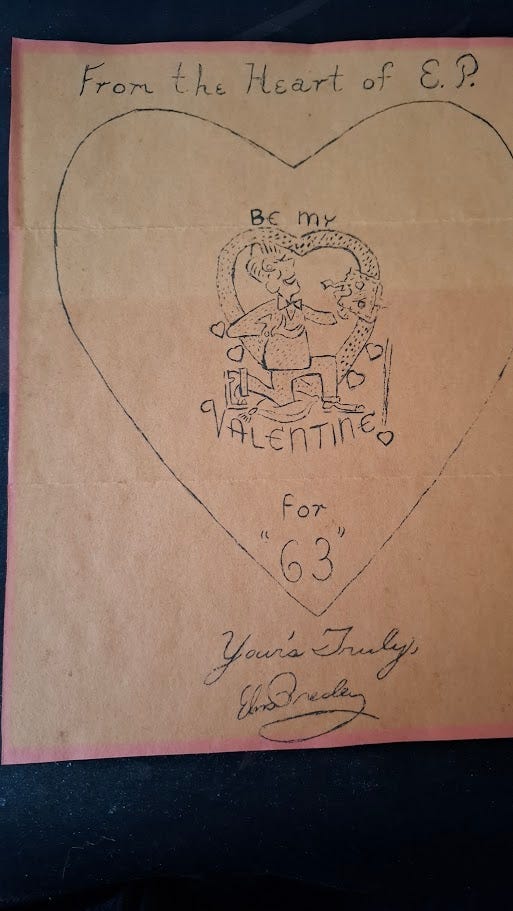 From the Heart of E.P.
BE MY
VALENTINE!
for
"63"
Your's Truly,
Elvis Presley